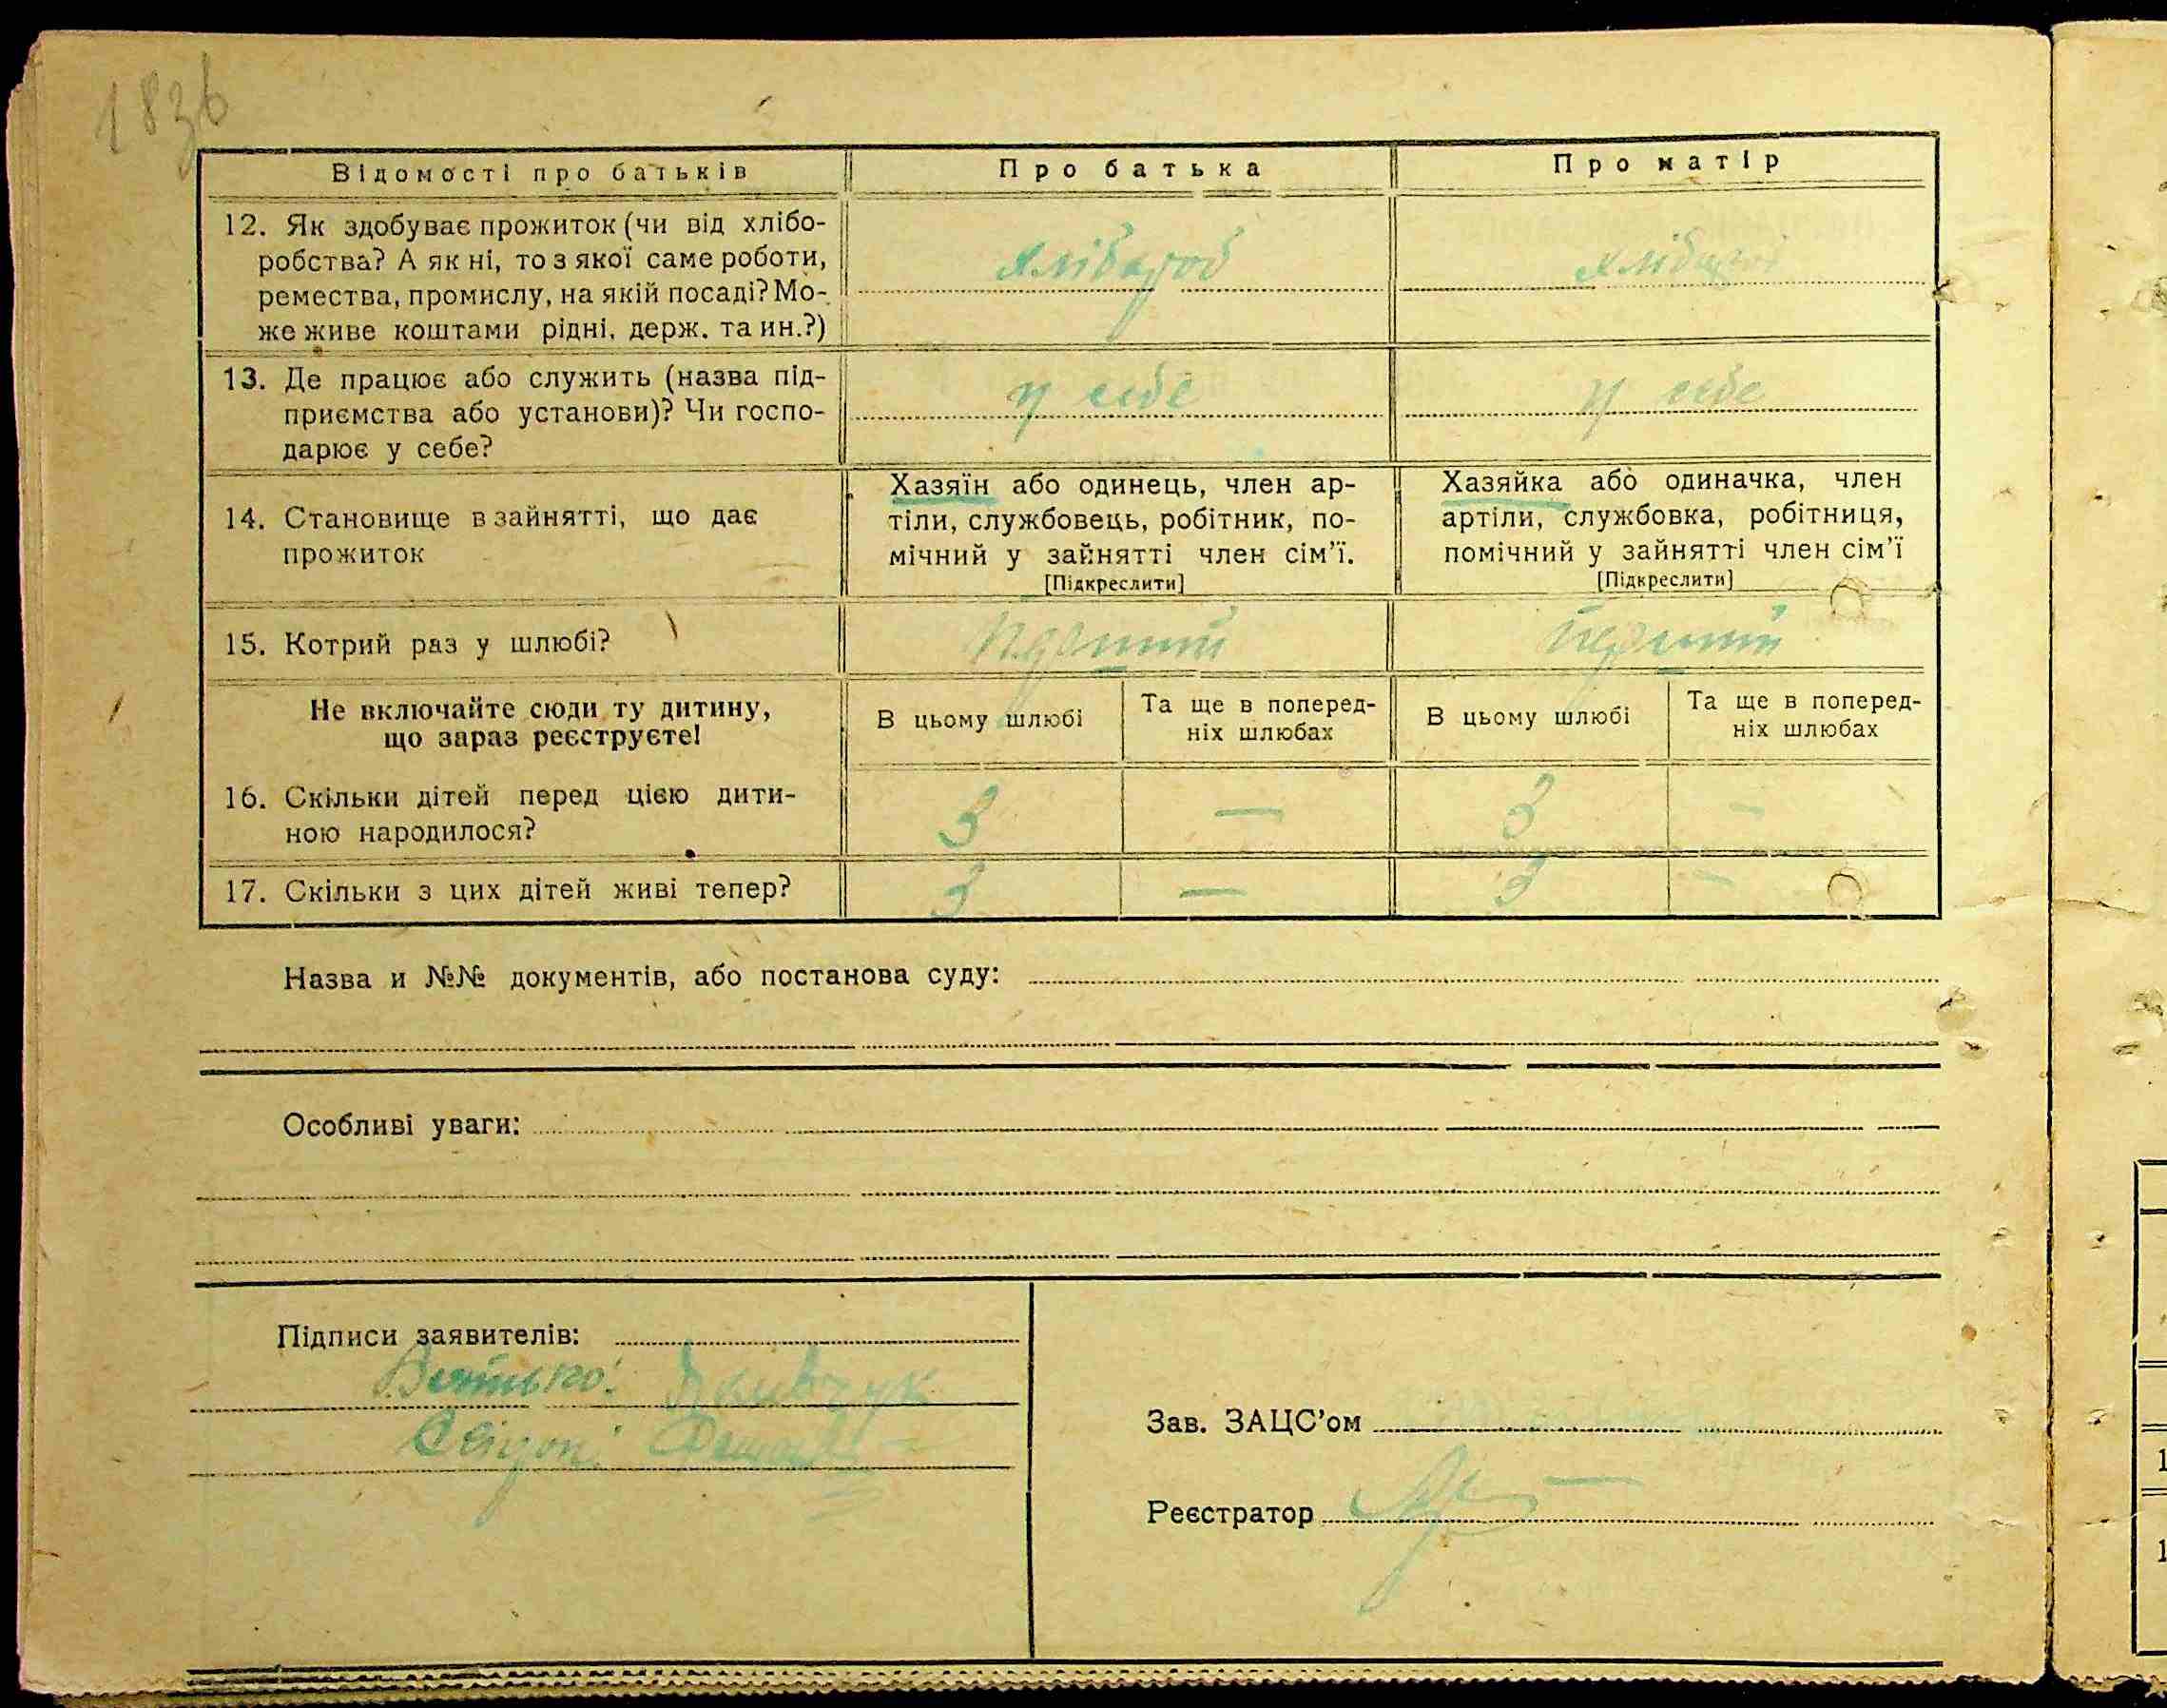 183б
Відомості про батьків
Про батька
Про матір
12. Як здобуває прожиток (чи від хлібо-
робства? А як ні, то з якої саме роботи,
ремества, промислу, на якій посаді? Мо-
же живе коштами рідні, держ. та ин.?)
Хлібароб
Хлібароб
13. Де працює або служить (назва під-
приємства або установи)? Чи госпо-
дарює у себе?
у себе
у себе
14. Становище в зайнятті, що дає
прожиток
Хазяїн або одинець, член ар-
тіли, службовець, робітник, по-
мічний у зайнятті член сім’ї.
[Підкреслити]
Хазяйка або одиначка, член
артіли, службовка, робітниця,
помічний у зайнятті член сім’ї
[Підкреслити]
15. Котрий раз у шлюбі?
Перший
Перший
Не включайте сюди ту дитину,
що зараз реєструєте!
В цьому шлюбі
Та ще в поперед-
ніх шлюбах
В цьому шлюбі
Та ще в поперед-
ніх шлюбах
16. Скільки дітей перед цією дити-
ною народилося?
3 — 3 —
17. Скільки з цих дітей живі тепер?
3 — 3 —
Назва и №№ документів, або постанова суду:
Особливі уваги:
Підписи заявителів:
Батько:
Зав. ЗАЦС’ом
Реєстратор